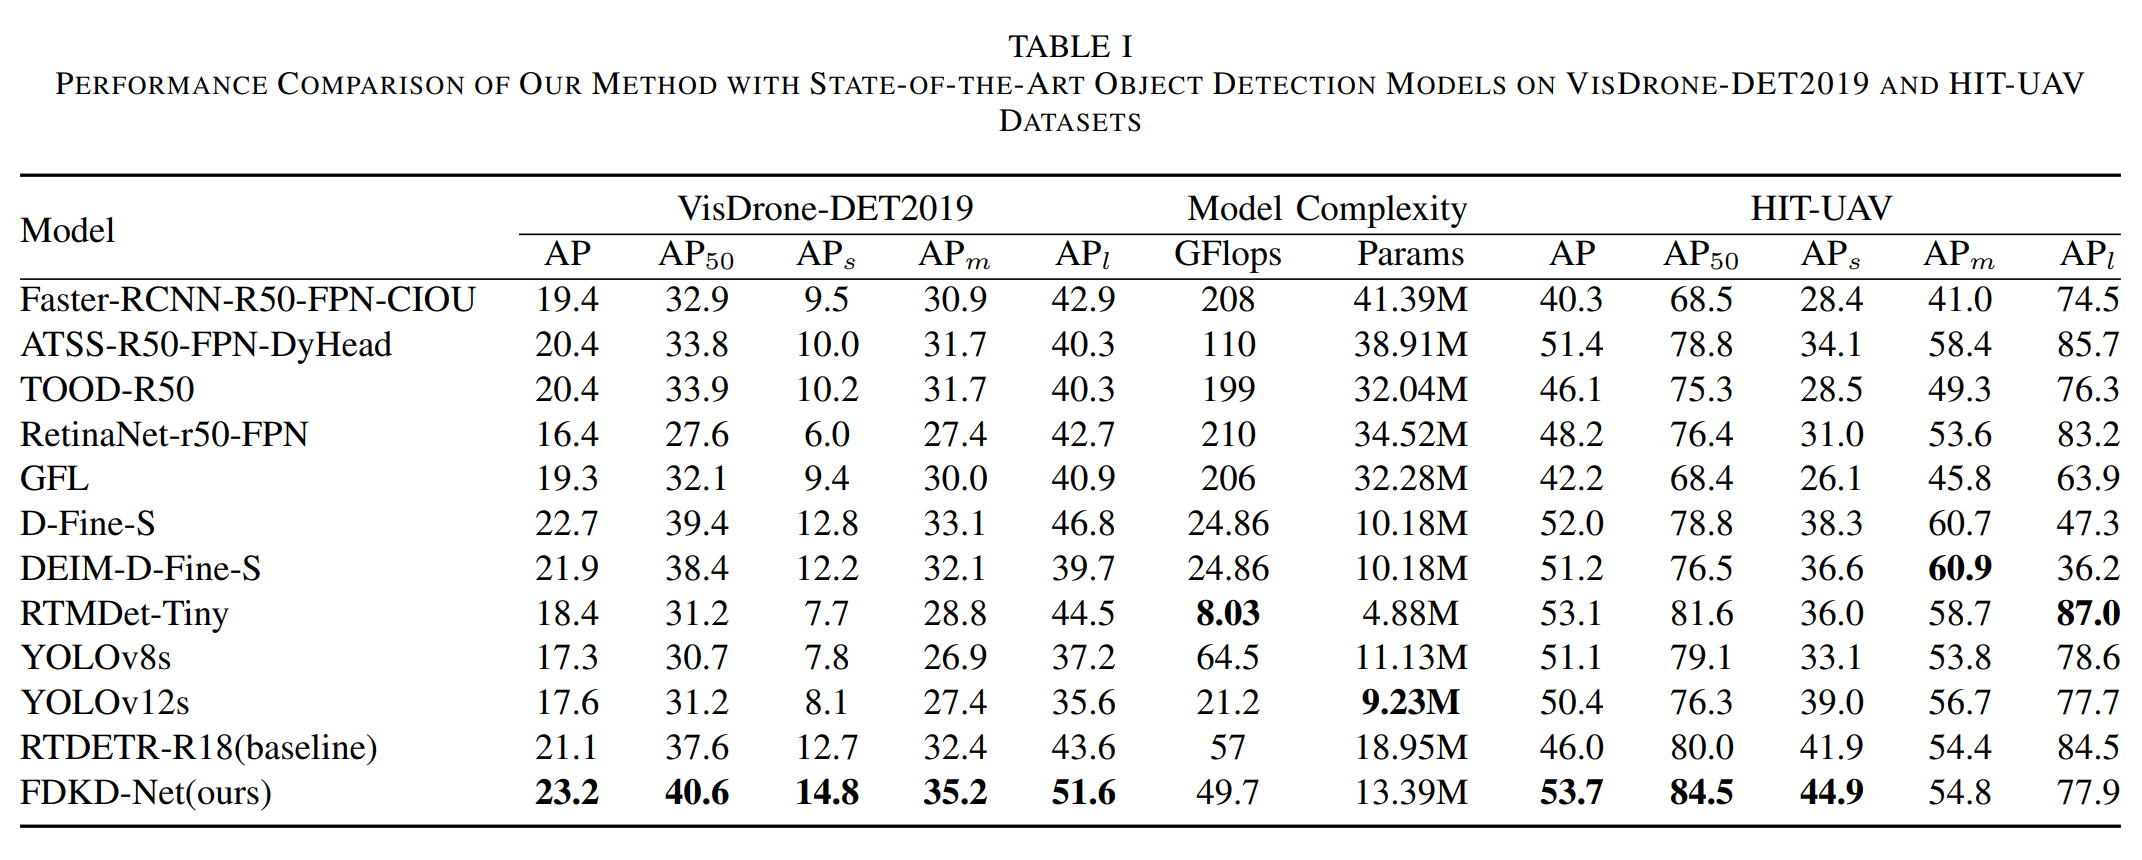 TABLE I
PERFORMANCE COMPARISON OF OUR METHOD WITH STATE-OF-THE-ART OBJECT DETECTION MODELS ON VISDRONE-DET2019 AND HIT-UAV
DATASETS
Model VisDrone-DET2019 Model Complexity HIT-UAV
AP AP50 APs APm APl GFlops Params AP AP50 APs APm APl
Faster-RCNN-R50-FPN-CIOU 19.4 32.9 9.5 30.9 42.9 208 41.39M 40.3 68.5 28.4 41.0 74.5
ATSS-R50-FPN-DyHead 20.4 33.8 10.0 31.7 40.3 110 38.91M 51.4 78.8 34.1 58.4 85.7
TOOD-R50 20.4 33.9 10.2 31.7 40.3 199 32.04M 46.1 75.3 28.5 49.3 76.3
RetinaNet-r50-FPN 16.4 27.6 6.0 27.4 42.7 210 34.52M 48.2 76.4 31.0 53.6 83.2
GFL 19.3 32.1 9.4 30.0 40.9 206 32.28M 42.2 68.4 26.1 45.8 63.9
D-Fine-S 22.7 39.4 12.8 33.1 46.8 24.86 10.18M 52.0 78.8 38.3 60.7 47.3
DEIM-D-Fine-S 21.9 38.4 12.2 32.1 39.7 24.86 10.18M 51.2 76.5 36.6 60.9 36.2
RTMDet-Tiny 18.4 31.2 7.7 28.8 44.5 8.03 4.88M 53.1 81.6 36.0 58.7 87.0
YOLOv8s 17.3 30.7 7.8 26.9 37.2 64.5 11.13M 51.1 79.1 33.1 53.8 78.6
YOLOv12s 17.6 31.2 8.1 27.4 35.6 21.2 9.23M 50.4 76.3 39.0 56.7 77.7
RTDETR-R18(baseline) 21.1 37.6 12.7 32.4 43.6 57 18.95M 46.0 80.0 41.9 54.4 84.5
FDKD-Net(ours) 23.2 40.6 14.8 35.2 51.6 49.7 13.39M 53.7 84.5 44.9 54.8 77.9